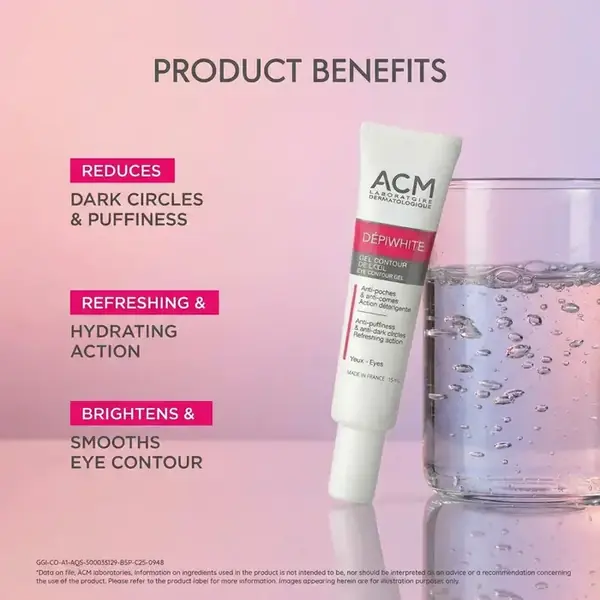 PRODUCT BENEFITS
REDUCES
DARK CIRCLES
& PUFFINESS
REFRESHING &
HYDRATING
ACTION
BRIGHTENS &
SMOOTHS
EYE CONTOUR
ACM
LABORATOIRE
DERMATOLOGIQUE
DÉPIWHITE
GEL CONTOUR
DE L'OEIL
EYE CONTOUR GEL
Anti-poches
& anti-cernes
Action défatigante
Anti-puffiness
& anti-dark circles
Refreshing action
Yeux - Eyes
MADE IN FRANCE
GGI-CO-A1-AQS-500035129-BSP-C25-0948
*Data on file, ACM laboratories, Information on ingredients used in the product is not intended to be, nor should be interpreted as an advice or a recommendation concerning
the use of the product. Please refer to the product label for more information. Images appearing herein are for illustration purposes only.